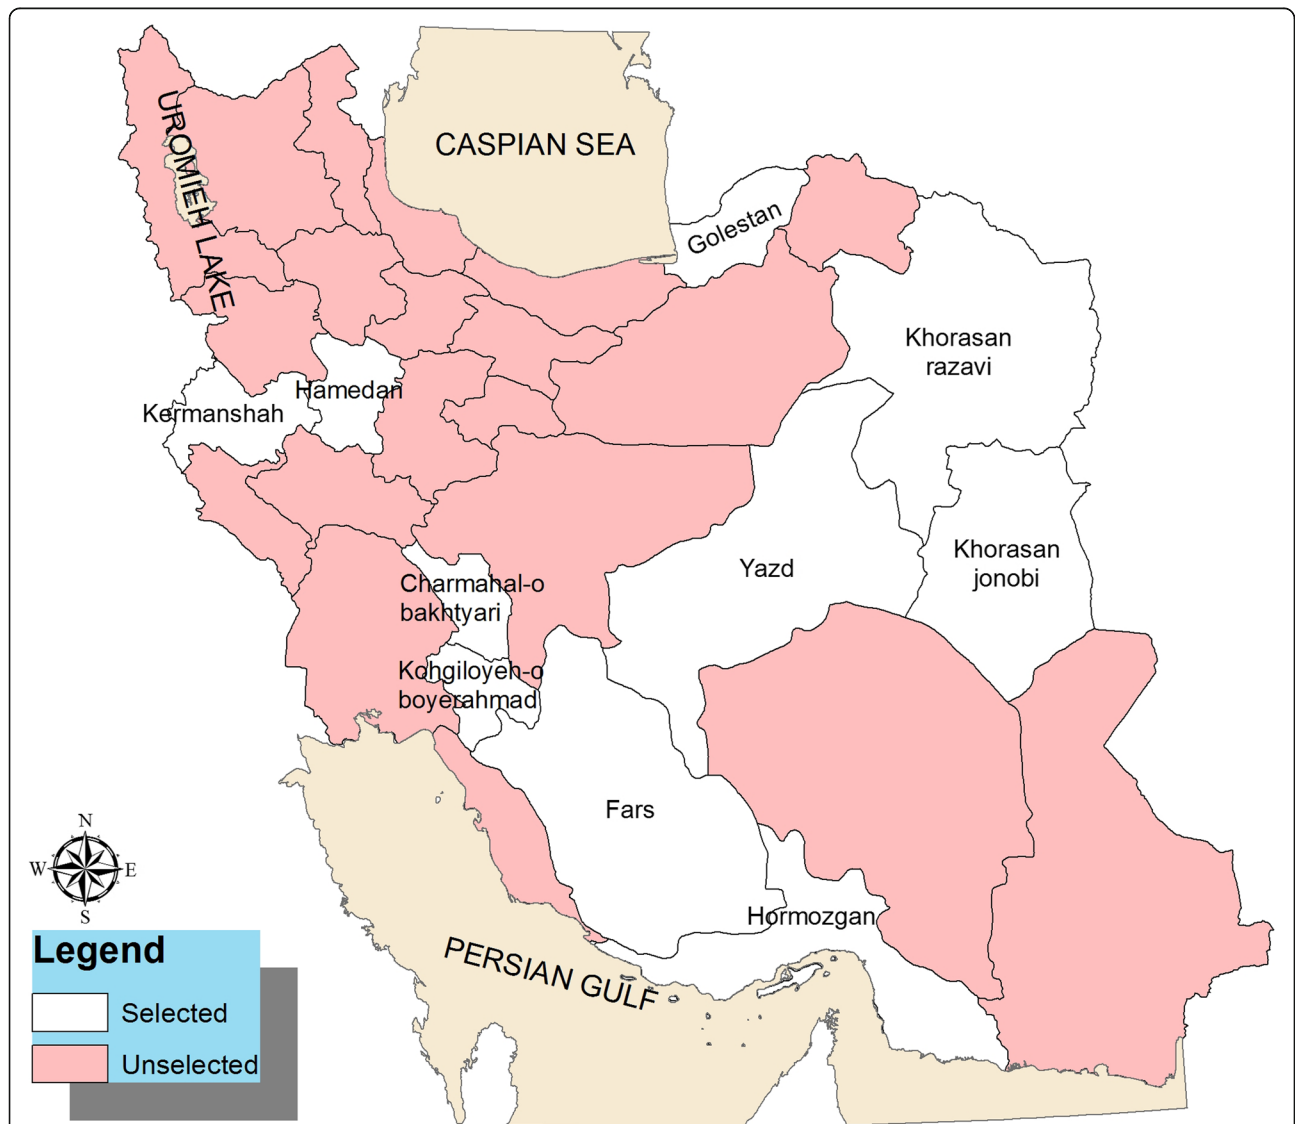 CASPIAN SEA
UROMIEH LAKE
Golestan
Khorasan
razavi
Hamedan
Kermanshah
Khorasan
jonobi
Yazd
Charmahal-o
bakhtyari
Kohgiloyeh-o
boyerahmad
Fars
N
W
E
S
Hormozgan
PERSIAN GULF
Legend
Selected
Unselected